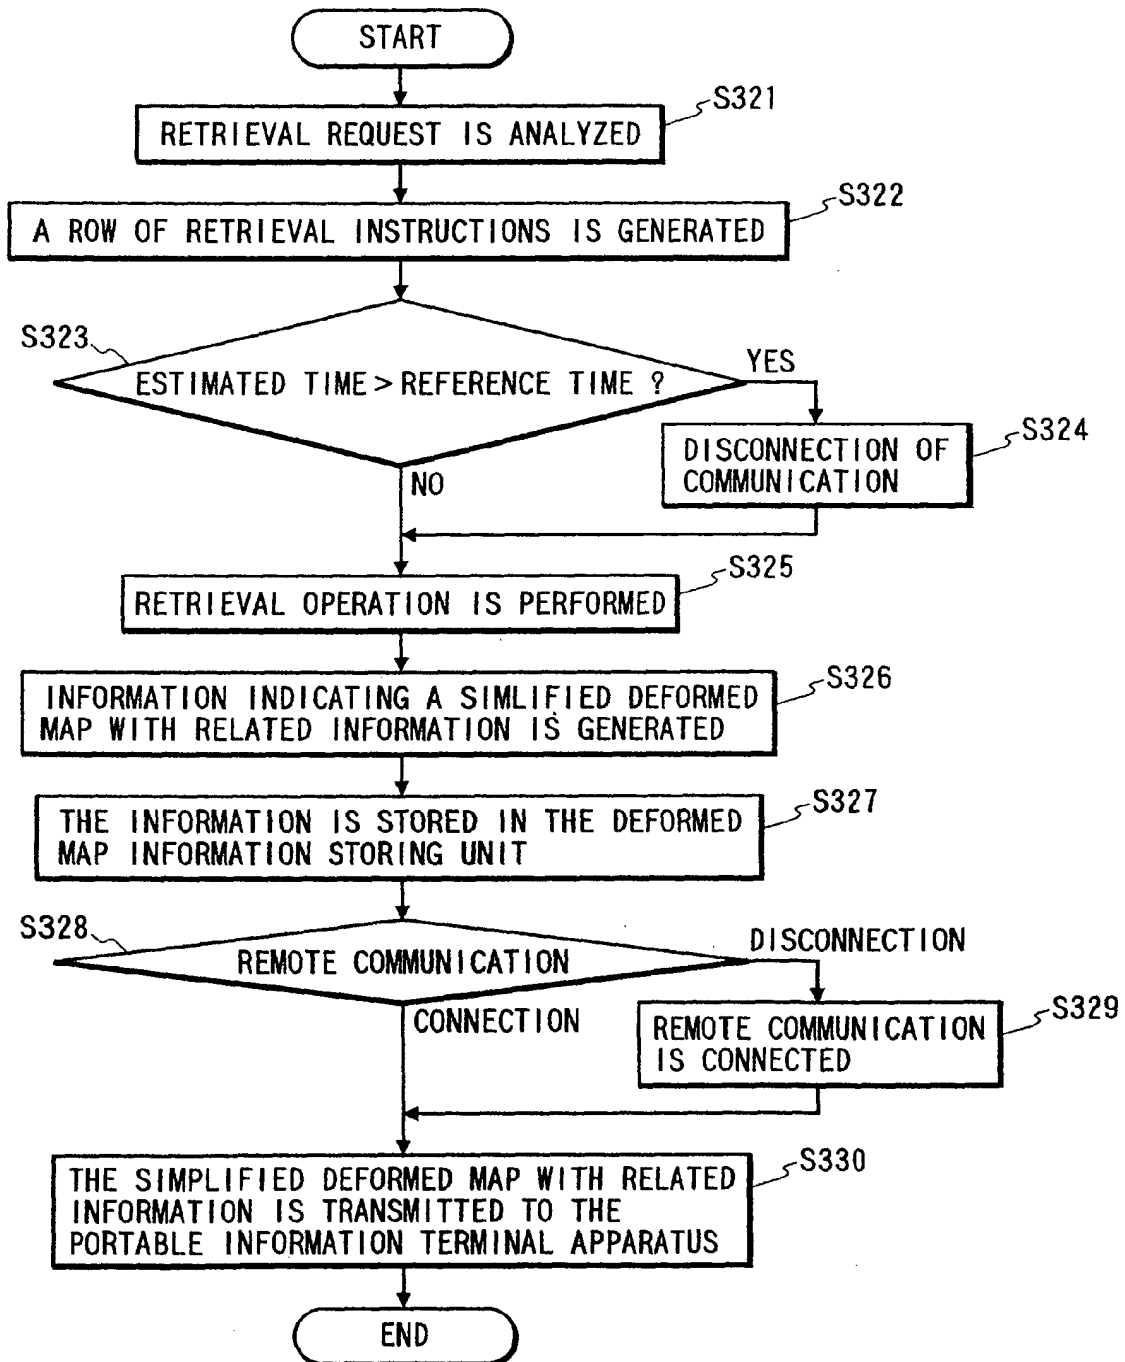 START
S321
RETRIEVAL REQUEST IS ANALYZED
S322
A ROW OF RETRIEVAL INSTRUCTIONS IS GENERATED
S323
ESTIMATED TIME > REFERENCE TIME ?
YES
S324
DISCONNECTION OF
COMMUNICATION
NO
S325
RETRIEVAL OPERATION IS PERFORMED
S326
INFORMATION INDICATING A SIMLIFIED DEFORMED
MAP WITH RELATED INFORMATION IS GENERATED
S327
THE INFORMATION IS STORED IN THE DEFORMED
MAP INFORMATION STORING UNIT
S328
REMOTE COMMUNICATION
DISCONNECTION
CONNECTION
S329
REMOTE COMMUNICATION
IS CONNECTED
S330
THE SIMPLIFIED DEFORMED MAP WITH RELATED
INFORMATION IS TRANSMITTED TO THE
PORTABLE INFORMATION TERMINAL APPARATUS
END